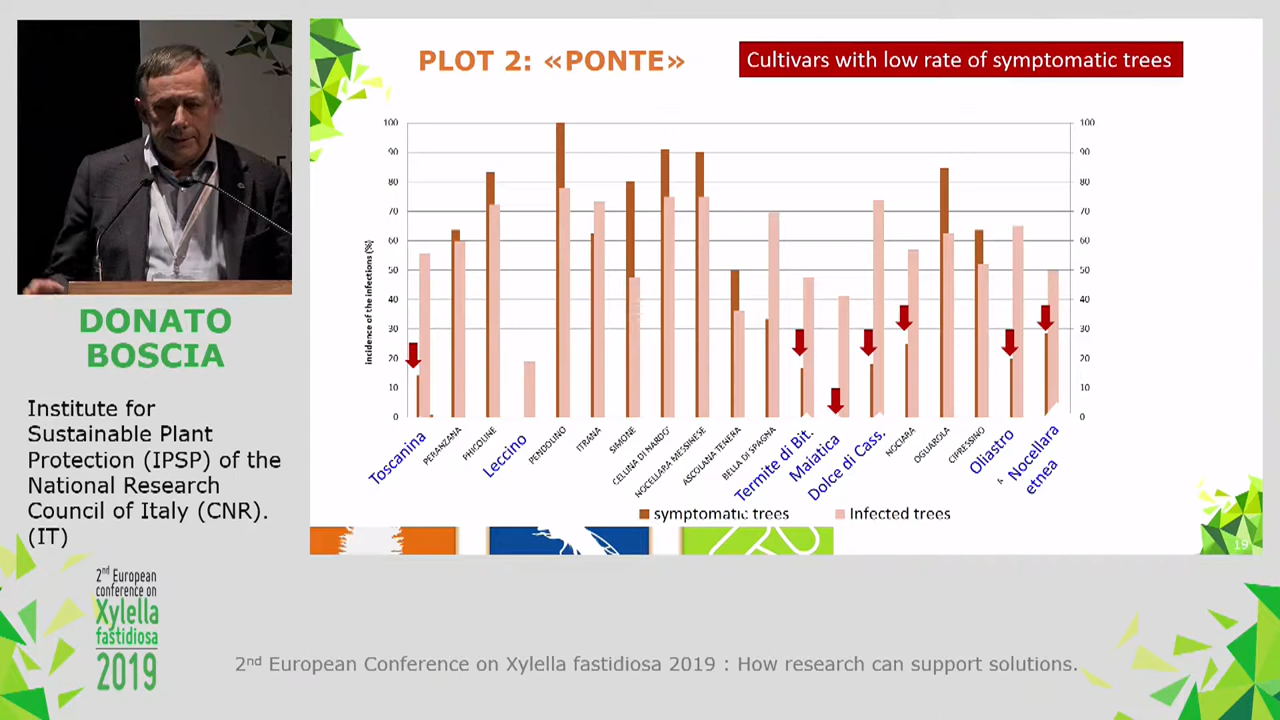 PLOT 2: «PONTE»
Cultivars with low rate of symptomatic trees
Incidence of the infections (%)
100
90
80
70
60
50
40
30
20
10
0
100
90
80
70
60
50
40
30
20
10
0
Toscanina
PERANZANA
PHICOLINE
Leccino
PENDOLINO
ITRANA
SIMONE
CELLINA DI NARDO'
NOCELLARA MESSINESE
ASCOLANA TENERA
BELLA DI SPAGNA
Termite di Bit.
Maiatica
Dolce di Cass.
NOCIARA
OGLIAROLA
CIPRESSINO
Oliastro
Nocellara
etnea
symptomatic trees
Infected trees
19
DONATO
BOSCIA
Institute for
Sustainable Plant
Protection (IPSP) of the
National Research
Council of Italy (CNR).
(IT)
2nd European
conference on
Xylella
fastidiosa
2019
2nd European Conference on Xylella fastidiosa 2019 : How research can support solutions.